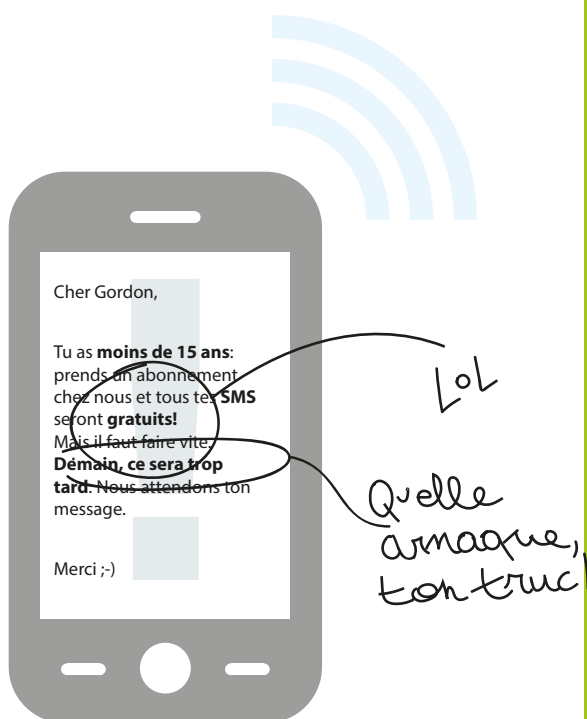 Cher Gordon,
Tu as moins de 15 ans:
prends un abonnement
chez nous et tous tes SMS
seront gratuits!
Mais il faut faire vite.
Démain, ce sera trop
tard. Nous attendons ton
message.
Merci ;-)
LoL
Quelle
arnaque,
ton truc